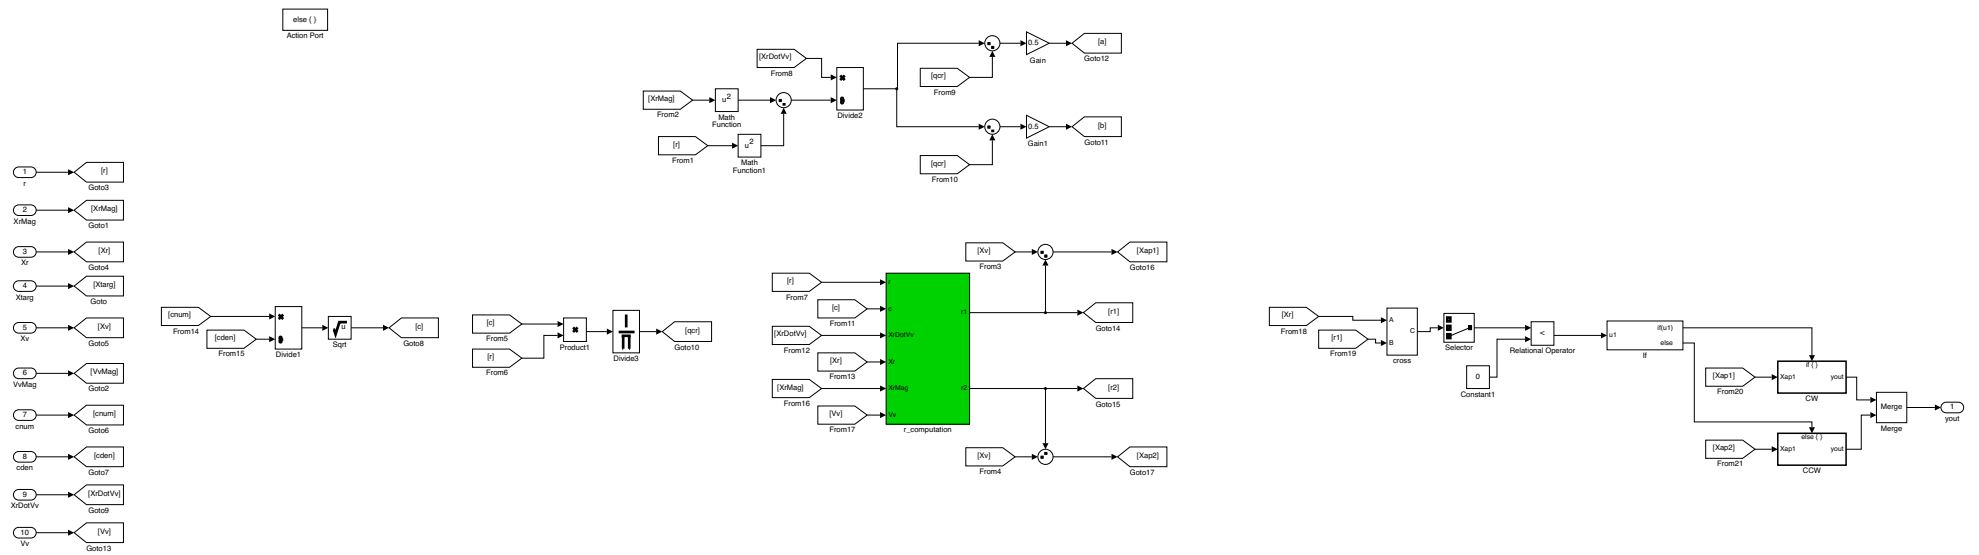 else { }
Action Port
[XrDotVv]
From8
[XrMag]
From2
u2
Math
Function
[r]
From1
u2
Math
Function1
Divide2
[qcr]
From9
0.5
Gain
[a]
Goto12
[qcr]
From10
0.5
Gain1
[b]
Goto11
1
r
[r]
Goto3
2
XrMag
[XrMag]
Goto1
3
Xr
[Xr]
Goto4
4
Xtarg
[Xtarg]
Goto
5
Xv
[Xv]
Goto5
6
VvMag
[VvMag]
Goto2
7
cnum
[cnum]
Goto6
8
cden
[cden]
Goto7
9
XrDotVv
[XrDotVv]
Goto9
10
Vv
[Vv]
Goto13
[cnum]
From14
[cden]
From15
Divide1
u
Sqrt
[c]
Goto8
[c]
From5
[r]
From6
Product1
Divide3
[qcr]
Goto10
[r]
From7
[c]
From11
[XrDotVv]
From12
[Xr]
From13
[XrMag]
From16
[Vv]
From17
r
c
XrDotVv
Xr
XrMag
Vv
r1
r2
r_computation
[Xv]
From3
[Xap1]
Goto16
[r1]
Goto14
[r2]
Goto15
[Xv]
From4
[Xap2]
Goto17
[Xr]
From18
[r1]
From19
A
B
C
cross
Selector
0
Constant1
<
Relational Operator
u1
if(u1)
else
If
[Xap1]
From20
if { }
Xap1
yout
CW
[Xap2]
From21
else { }
Xap1
yout
CCW
Merge
Merge
1
yout